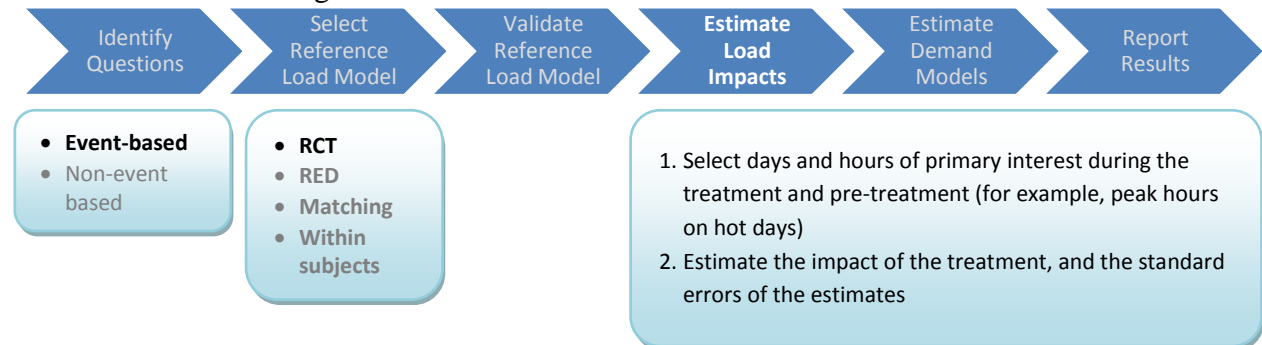 Identify
Questions
Select
Reference
Load Model
Validate
Reference
Load Model
Estimate
Load
Impacts
Estimate
Demand
Models
Report
Results
• Event-based
• Non-event
based
• RCT
• RED
• Matching
• Within
subjects
1. Select days and hours of primary interest during the
treatment and pre-treatment (for example, peak hours
on hot days)
2. Estimate the impact of the treatment, and the standard
errors of the estimates